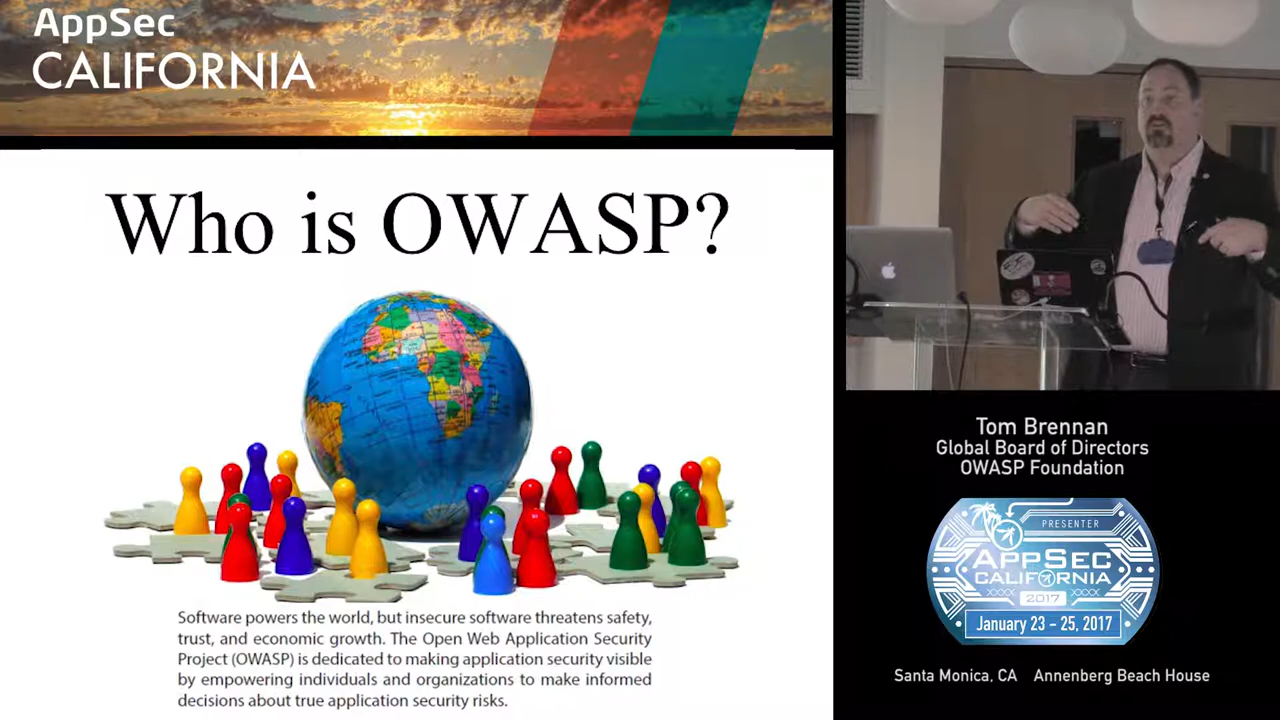 AppSec
CALIFORNIA
Who is OWASP?
Software powers the world, but insecure software threatens safety,
trust, and economic growth. The Open Web Application Security
Project (OWASP) is dedicated to making application security visible
by empowering individuals and organizations to make informed
decisions about true application security risks.
Tom Brennan
Global Board of Directors
OWASP Foundation
PRESENTER
APPSEC
CALIFORNIA
2017
January 23 - 25, 2017
Santa Monica, CA Annenberg Beach House